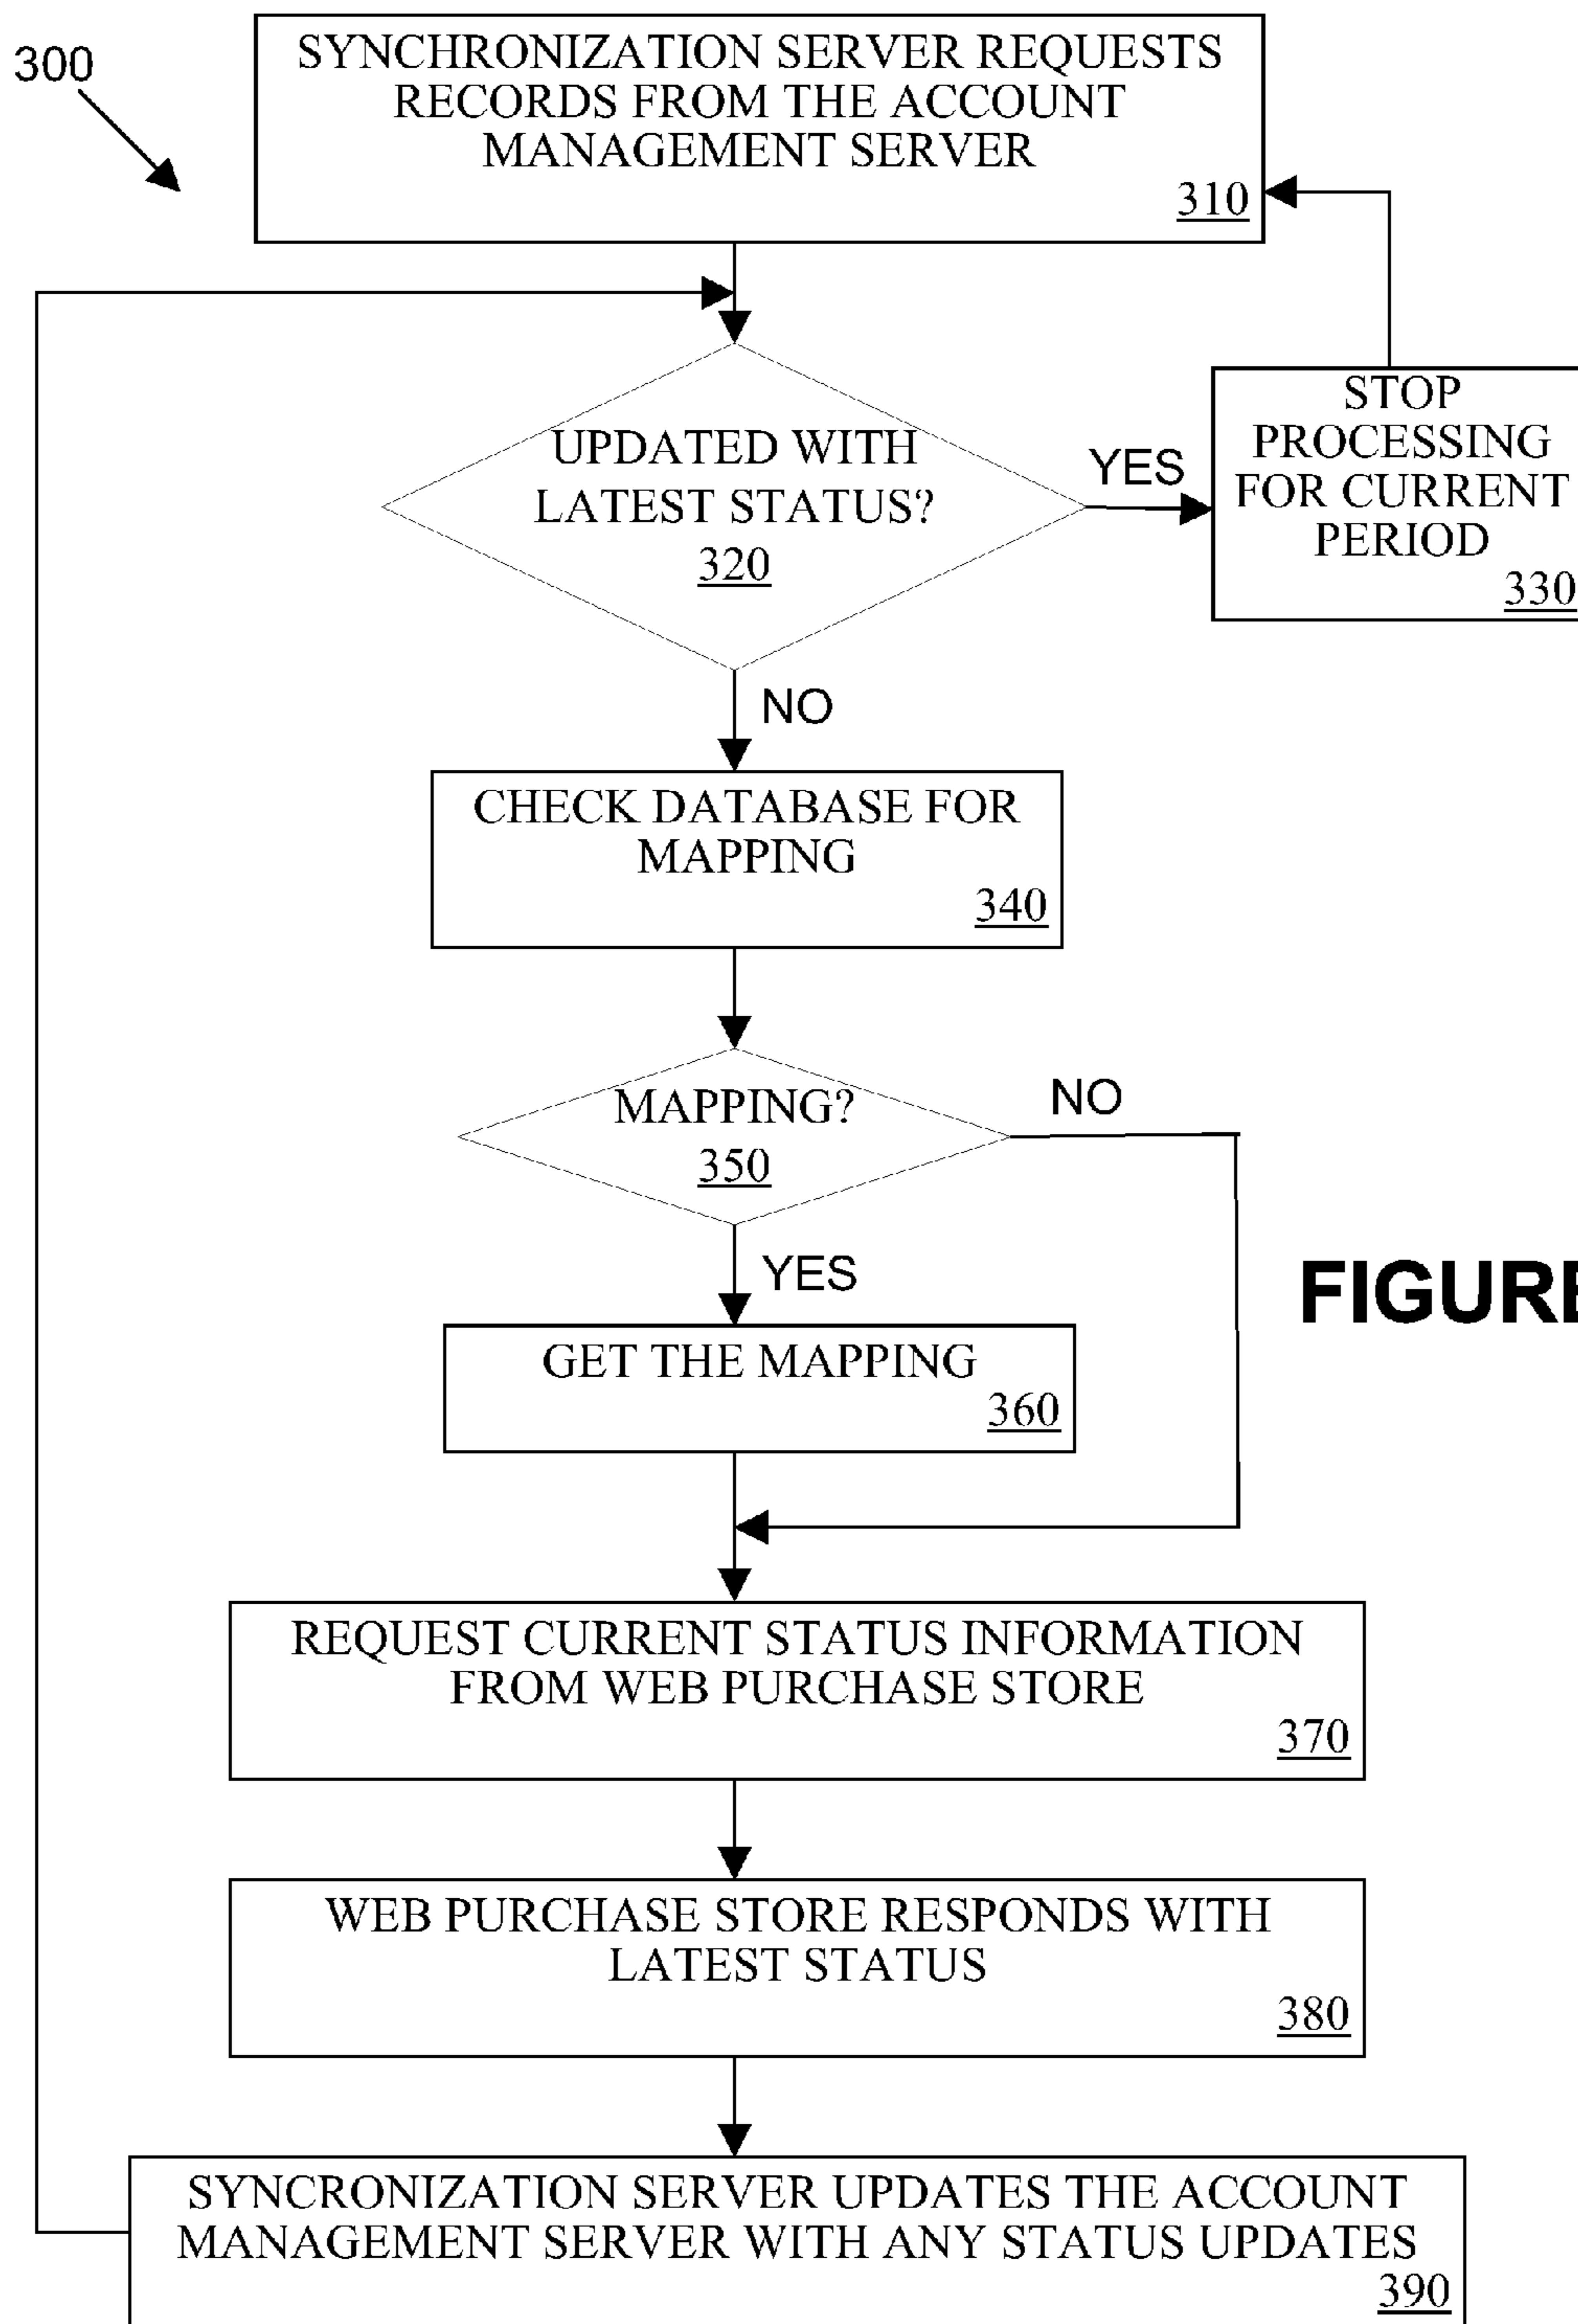 300
SYNCHRONIZATION SERVER REQUESTS
RECORDS FROM THE ACCOUNT
MANAGEMENT SERVER
310
UPDATED WITH
LATEST STATUS?
320
YES
STOP
PROCESSING
FOR CURRENT
PERIOD
330
NO
CHECK DATABASE FOR
MAPPING
340
MAPPING?
350
NO
YES
FIGURE
GET THE MAPPING
360
REQUEST CURRENT STATUS INFORMATION
FROM WEB PURCHASE STORE
370
WEB PURCHASE STORE RESPONDS WITH
LATEST STATUS
380
SYNCRONIZATION SERVER UPDATES THE ACCOUNT
MANAGEMENT SERVER WITH ANY STATUS UPDATES
390